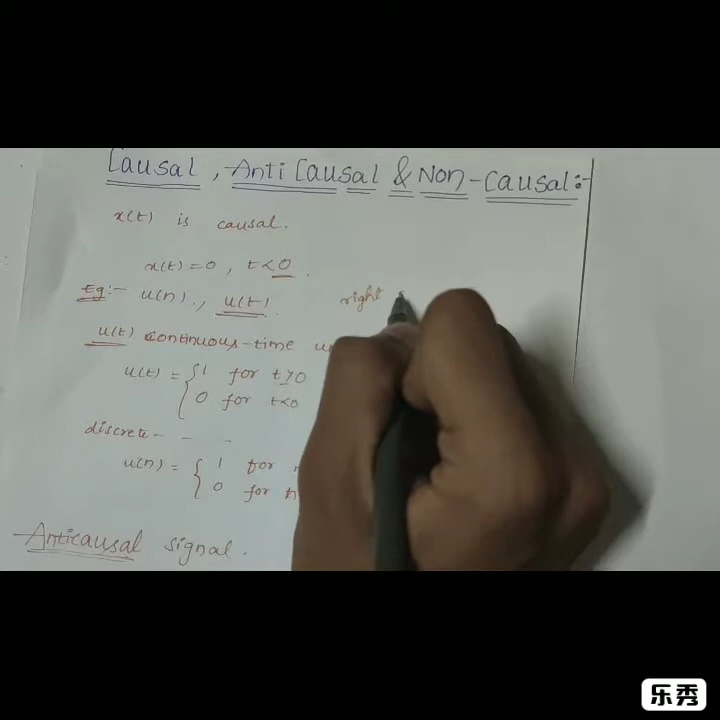 Causal, Anti Causal & Non-Causal:-
x(t) is causal.
x(t)=0, t<0.
Eg:- u(n)., u(t). right
u(t) continuous-time
u(t) = { 1 for t≥0
0 for t<0
discrete- - -
u(n) = { 1 for
0 for n
Anticausal signal.
乐秀